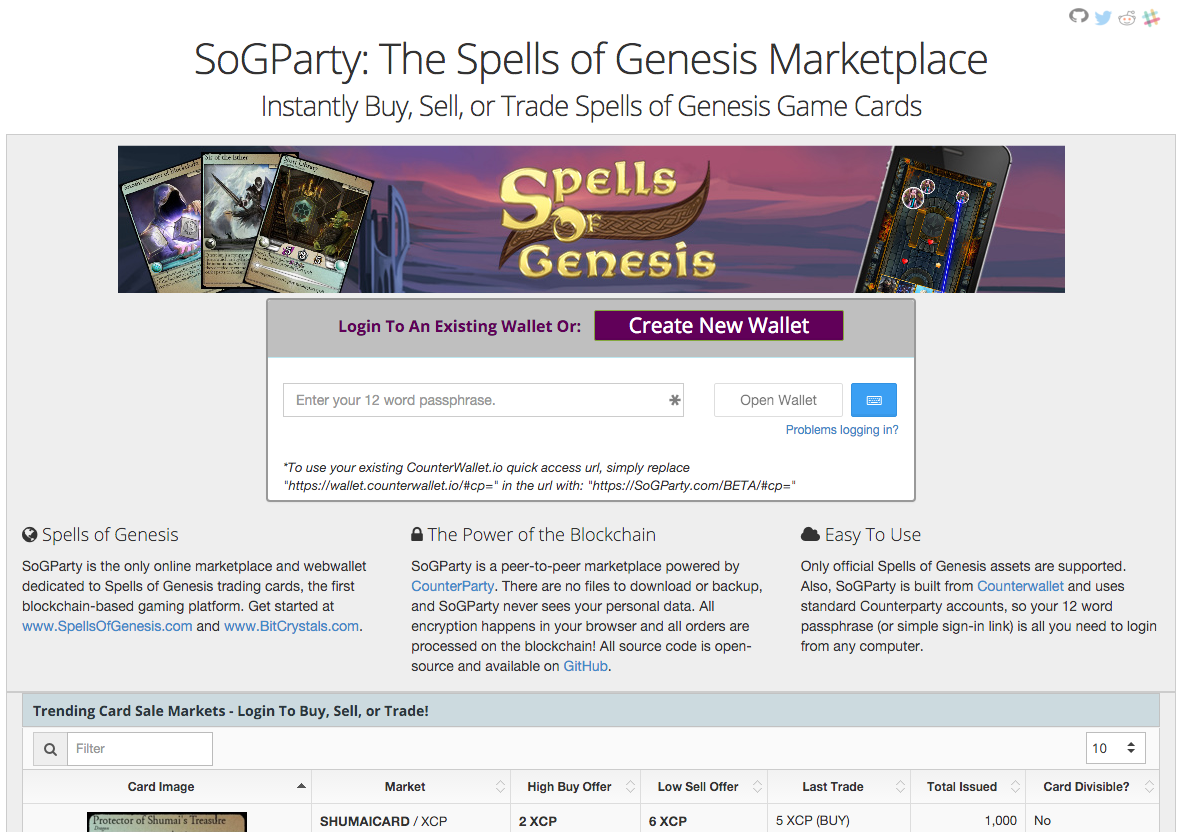 SoGParty: The Spells of Genesis Marketplace
Instantly Buy, Sell, or Trade Spells of Genesis Game Cards
Spells
of
Genesis
Login To An Existing Wallet Or:
Create New Wallet
Enter your 12 word passphrase.
Open Wallet
Problems logging in?
*To use your existing CounterWallet.io quick access url, simply replace
"https://wallet.counterwallet.io/#cp=" in the url with: "https://SoGParty.com/BETA/#cp="
Spells of Genesis
SoGParty is the only online marketplace and webwallet
dedicated to Spells of Genesis trading cards, the first
blockchain-based gaming platform. Get started at
www.SpellsOfGenesis.com and www.BitCrystals.com.
The Power of the Blockchain
SoGParty is a peer-to-peer marketplace powered by
CounterParty. There are no files to download or backup,
and SoGParty never sees your personal data. All
encryption happens in your browser and all orders are
processed on the blockchain! All source code is open-
source and available on GitHub.
Easy To Use
Only official Spells of Genesis assets are supported.
Also, SoGParty is built from Counterwallet and uses
standard Counterparty accounts, so your 12 word
passphrase (or simple sign-in link) is all you need to login
from any computer.
Trending Card Sale Markets - Login To Buy, Sell, or Trade!
Filter
10
Card Image Market High Buy Offer Low Sell Offer Last Trade Total Issued Card Divisible?
Protector of Shumai's Treasure
SHUMAICARD / XCP 2 XCP 6 XCP 5 XCP (BUY) 1,000 No